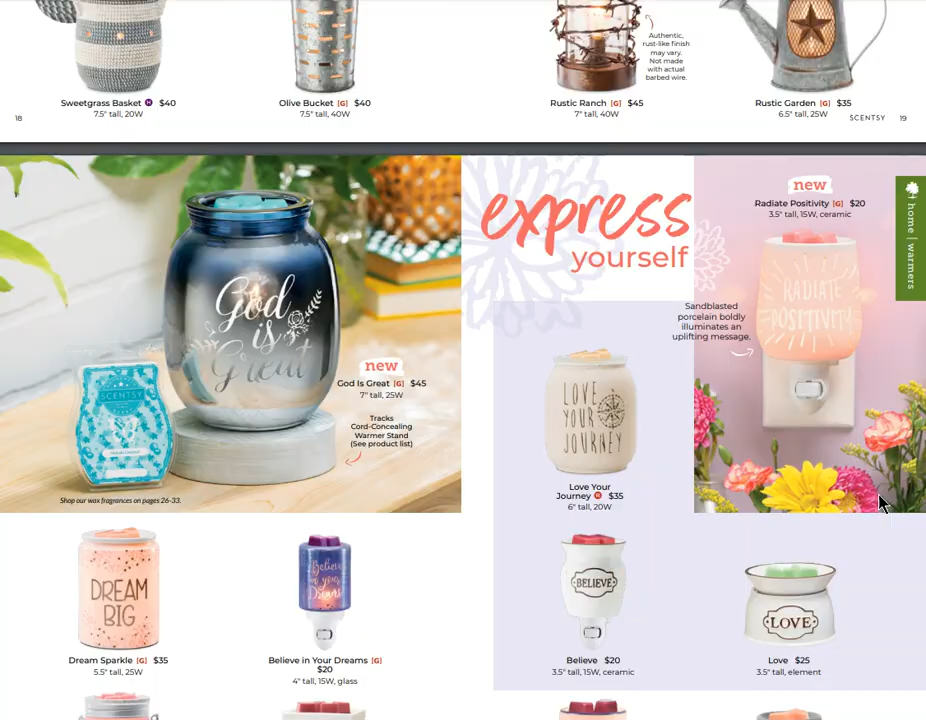 Authentic,
rust-like finish
may vary.
Not made
with actual
barbed wire.
Sweetgrass Basket H $40
7.5" tall, 20W
Olive Bucket [G] $40
7.5" tall, 40W
Rustic Ranch [G] $45
7" tall, 40W
Rustic Garden [G] $35
6.5" tall, 25W
18
SCENTSY 19
God
is
Great
SCENTSY
new
God Is Great [G] $45
7" tall, 25W
Tracks
Cord-Concealing
Warmer Stand
(See product list)
Shop our wax fragrances on pages 26-33.
express
yourself
new
Radiate Positivity [G] $20
3.5" tall, 15W, ceramic
home | warmers
RADIATE
POSITIVITY
Sandblasted
porcelain boldly
illuminates an
uplifting message.
LOVE
YOUR
JOURNEY
Love Your
Journey R $35
6" tall, 20W
DREAM
BIG
Dream Sparkle [G] $35
5.5" tall, 25W
Believe
in your
Dreams
Believe in Your Dreams [G]
$20
4" tall, 15W, glass
BELIEVE
Believe $20
3.5" tall, 15W, ceramic
LOVE
Love $25
3.5" tall, element